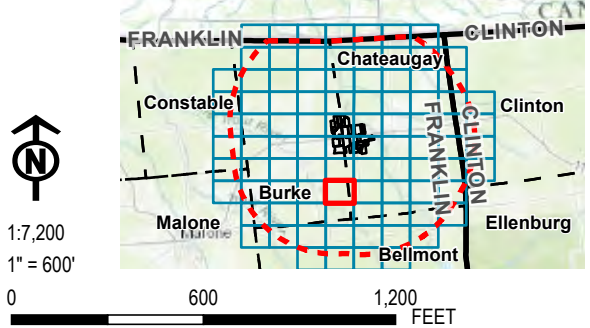 CAN
FRANKLIN
CLINTON
Chateaugay
Constable
Clinton
FRANKLIN
CLINTON
N
Burke
1:7,200
Malone
Malone
Ellenburg
1" = 600'
Bellmont
0 600 1,200
FEET